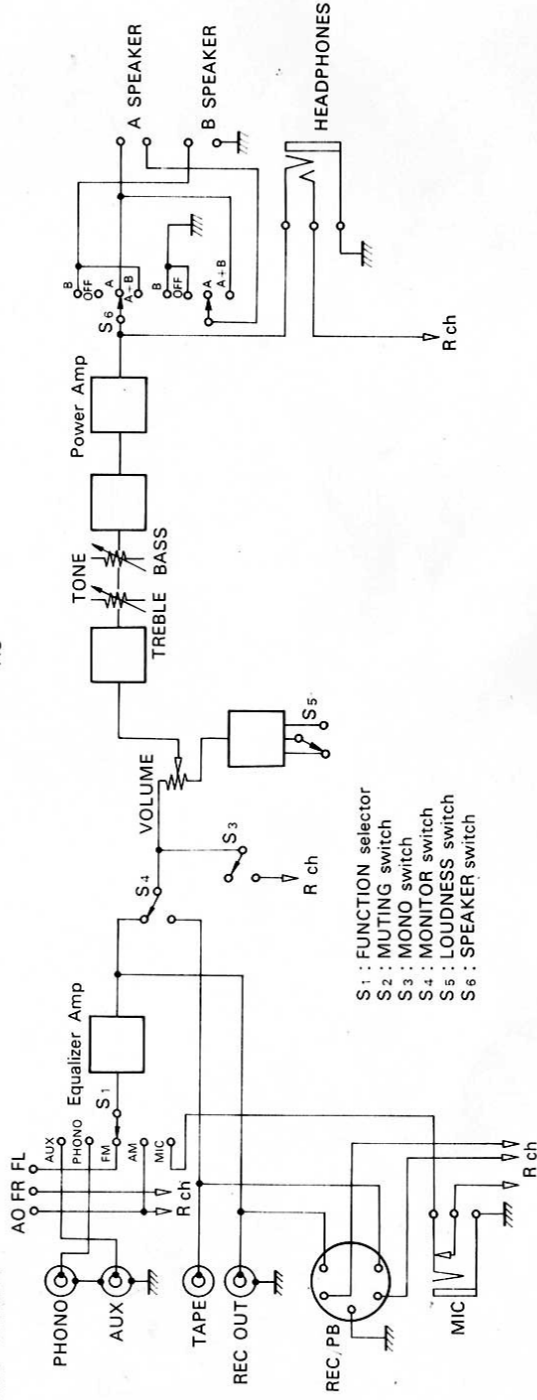 PHONO
AUX
TAPE
REC OUT
REC/PB
MIC
AO FR FL
AUX
PHONO
FM
AM
MIC
R ch
R ch
S1
Equalizer Amp
S4
S3
R ch
VOLUME
S5
TREBLE
TONE
BASS
Power Amp
S6
B
OFF
A
A+B
B
OFF
A
A+B
A SPEAKER
B SPEAKER
HEADPHONES
R ch
S1 : FUNCTION selector
S2 : MUTING switch
S3 : MONO switch
S4 : MONITOR switch
S5 : LOUDNESS switch
S6 : SPEAKER switch